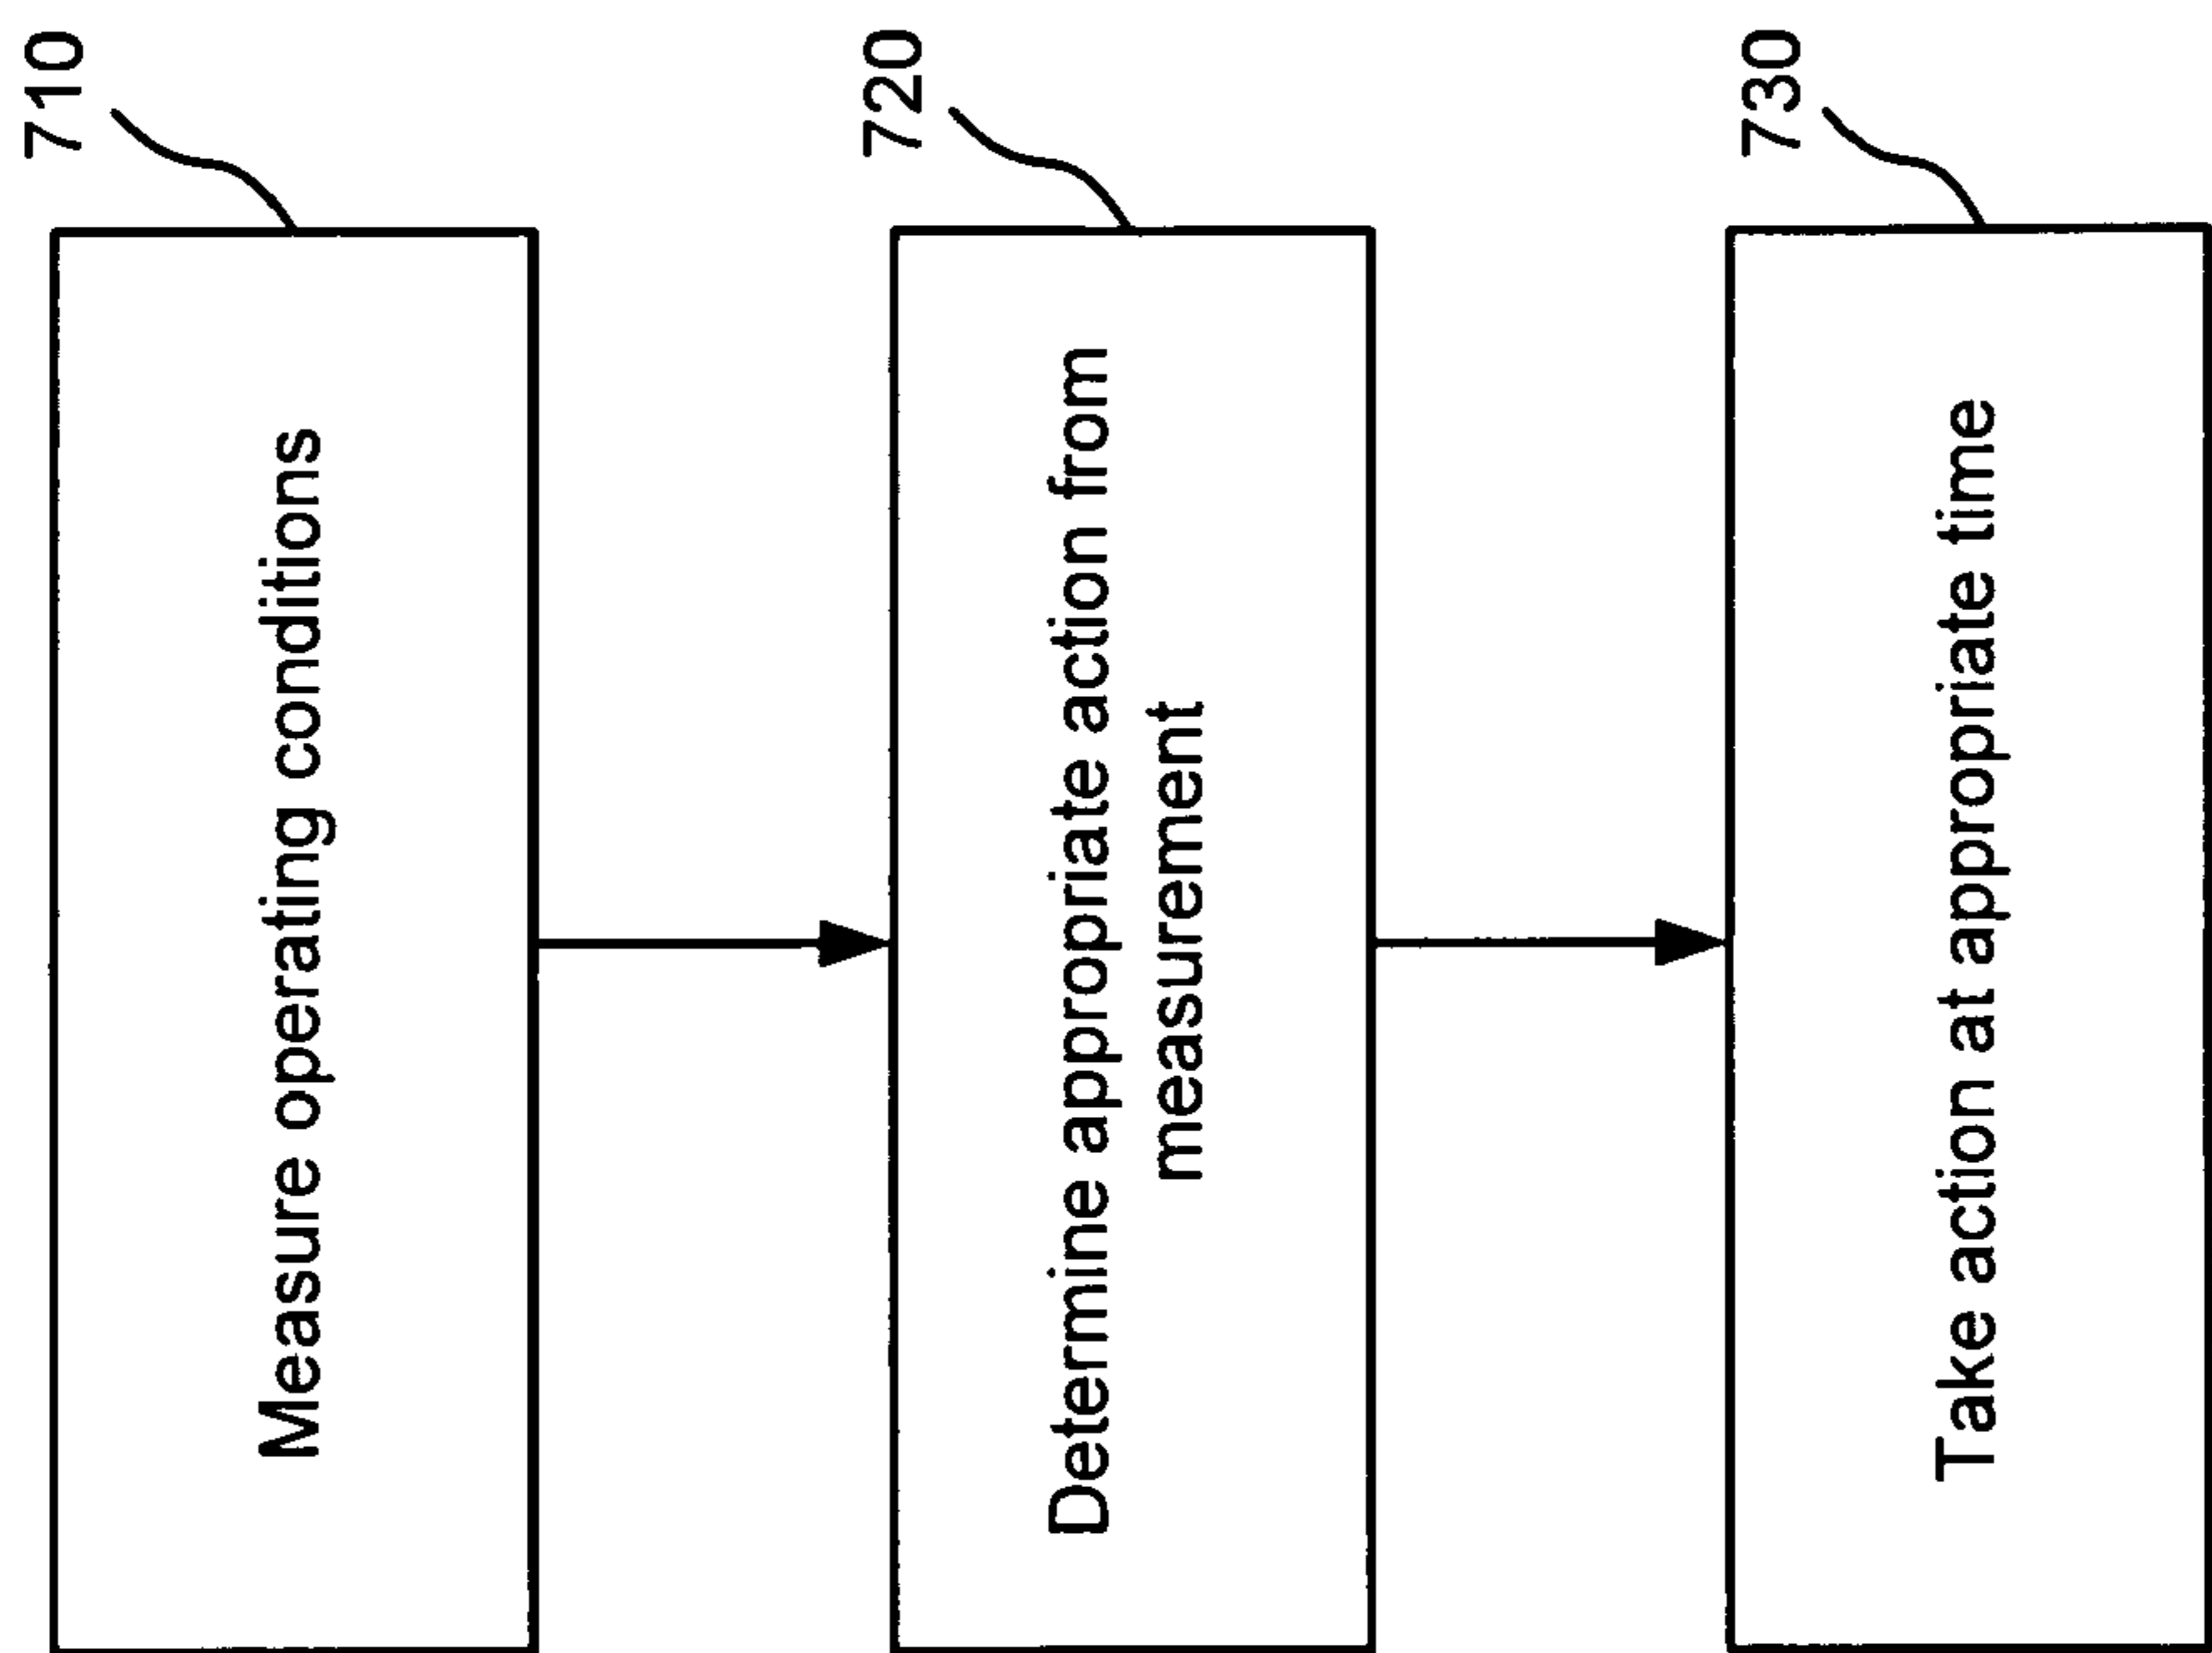 710
Measure operating conditions
720
Determine appropriate action from
measurement
730
Take action at appropriate time